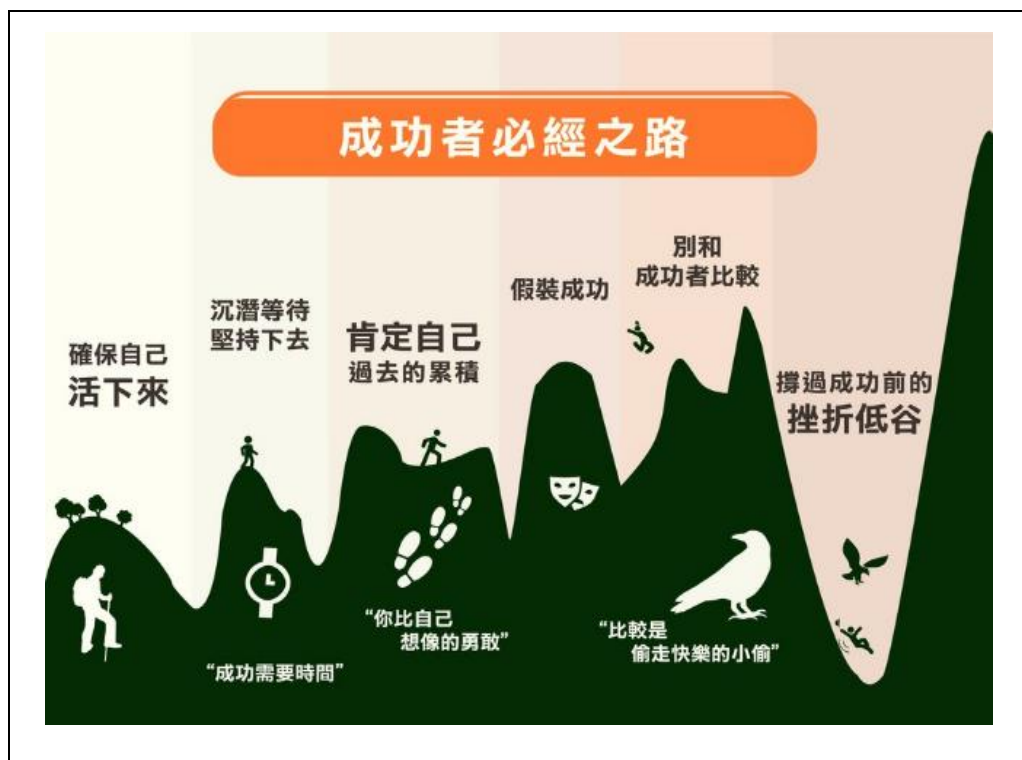 成功者必經之路
確保自己
活下來
沉潛等待
堅持下去
肯定自己
過去的累積
假裝成功
別和
成功者比較
撐過成功前的
挫折低谷
“成功需要時間”
“你比自己
想像的勇敢”
“比較是
偷走快樂的小偷”